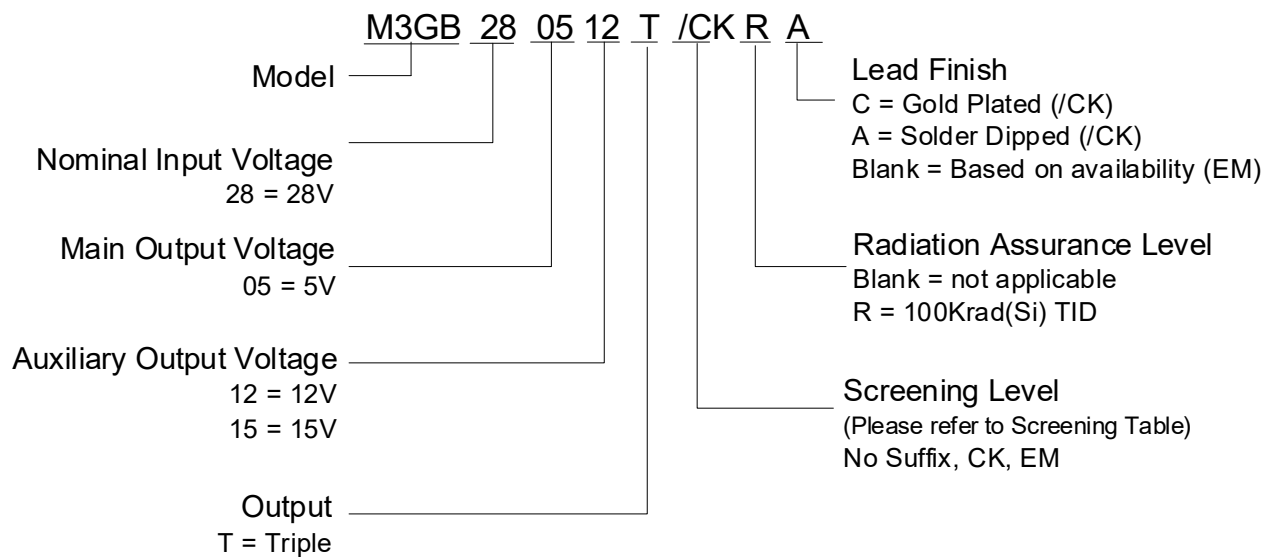 M3GB 28 05 12 T /CK R A
Model
Nominal Input Voltage
28 = 28V
Main Output Voltage
05 = 5V
Auxiliary Output Voltage
12 = 12V
15 = 15V
Output
T = Triple
Lead Finish
C = Gold Plated (/CK)
A = Solder Dipped (/CK)
Blank = Based on availability (EM)
Radiation Assurance Level
Blank = not applicable
R = 100Krad(Si) TID
Screening Level
(Please refer to Screening Table)
No Suffix, CK, EM